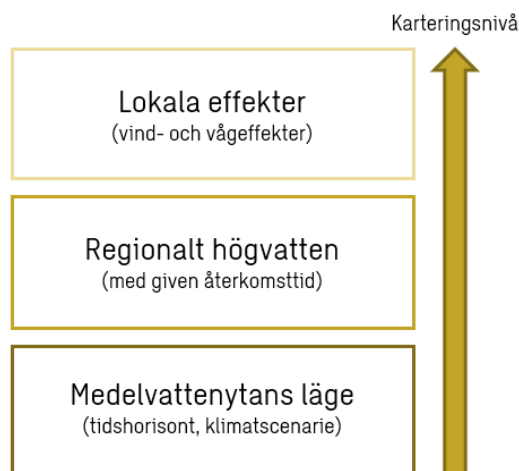 Karteringsnivå
Lokala effekter
(vind- och vågeffekter)
Regionalt högvatten
(med given återkomsttid)
Medelvattenytans läge
(tidshorisont, klimatscenarie)